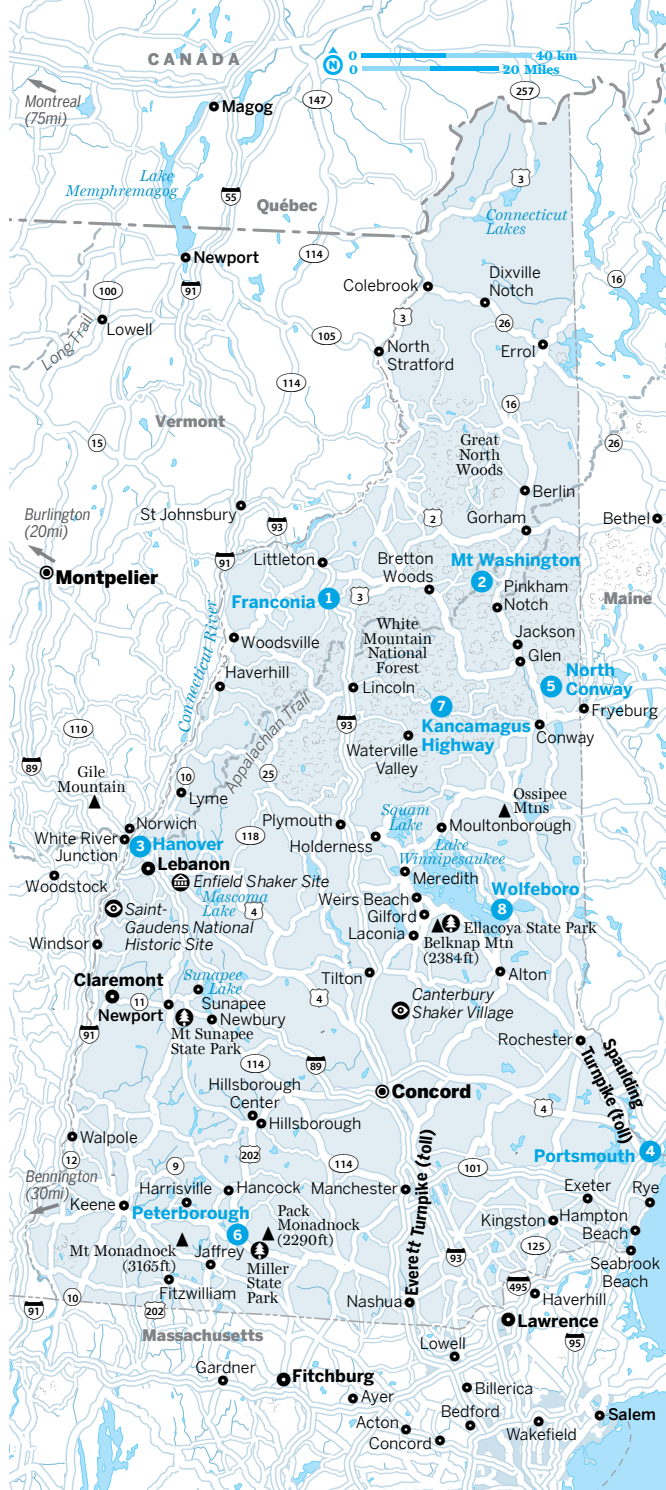 CANADA
0
40 km
N
0
20 Miles
Montreal
(75mi)
Magog
147
257
Lake
Memphremagog
55
3
Québec
Connecticut
Lakes
Newport
114
91
100
Colebrook
Dixville
Notch
16
Lowell
Long Trail
3
26
105
North
Stratford
Errol
114
16
Vermont
15
Great
North
Woods
26
Berlin
St Johnsbury
Burlington
(20mi)
93
2
Gorham
Bethel
91
Littleton
Bretton
Woods
Mt Washington
2
Montpelier
Franconia
1
3
Pinkham
Notch
Maine
Connecticut River
White
Mountain
National
Forest
Woodsville
Jackson
Glen
Haverhill
North
Conway
5
Lincoln
7
Appalachian Trail
Fryeburg
93
Kancamagus
Highway
Conway
110
Waterville
Valley
89
Gile
Mountain
10
25
Lyme
Ossipee
Mtns
Squam
Lake
Norwich
Plymouth
Moultonborough
White River
Junction
3
Hanover
118
Holderness
Lake
Winnipesaukee
Lebanon
Meredith
Woodstock
Enfield Shaker Site
Mascoma
Lake
Weirs Beach
Wolfeboro
8
Saint-
Gaudens National
Historic Site
4
Gilford
Ellacoya State Park
Laconia
Belknap Mtn
(2384ft)
Windsor
Claremont
Sunapee
Lake
Tilton
Alton
11
Newport
Sunapee
4
Canterbury
Shaker Village
Newbury
Mt Sunapee
State Park
91
Rochester
Spaulding
Turnpike (toll)
114
89
Hillsborough
Center
Concord
4
Hillsborough
Walpole
Everett Turnpike (toll)
Portsmouth
4
12
202
9
114
101
Bennington
(30mi)
Harrisville
Hancock
Manchester
Exeter
Rye
Keene
Peterborough
6
Pack
Monadnock
(2290ft)
Kingston
Hampton
Beach
Mt Monadnock
(3165ft)
Jaffrey
125
93
Miller
State
Park
Seabrook
Beach
Fitzwilliam
495
91
10
202
Nashua
Haverhill
Lawrence
Massachusetts
95
Lowell
Gardner
Fitchburg
Billerica
Ayer
Bedford
Salem
Acton
Wakefield
Concord